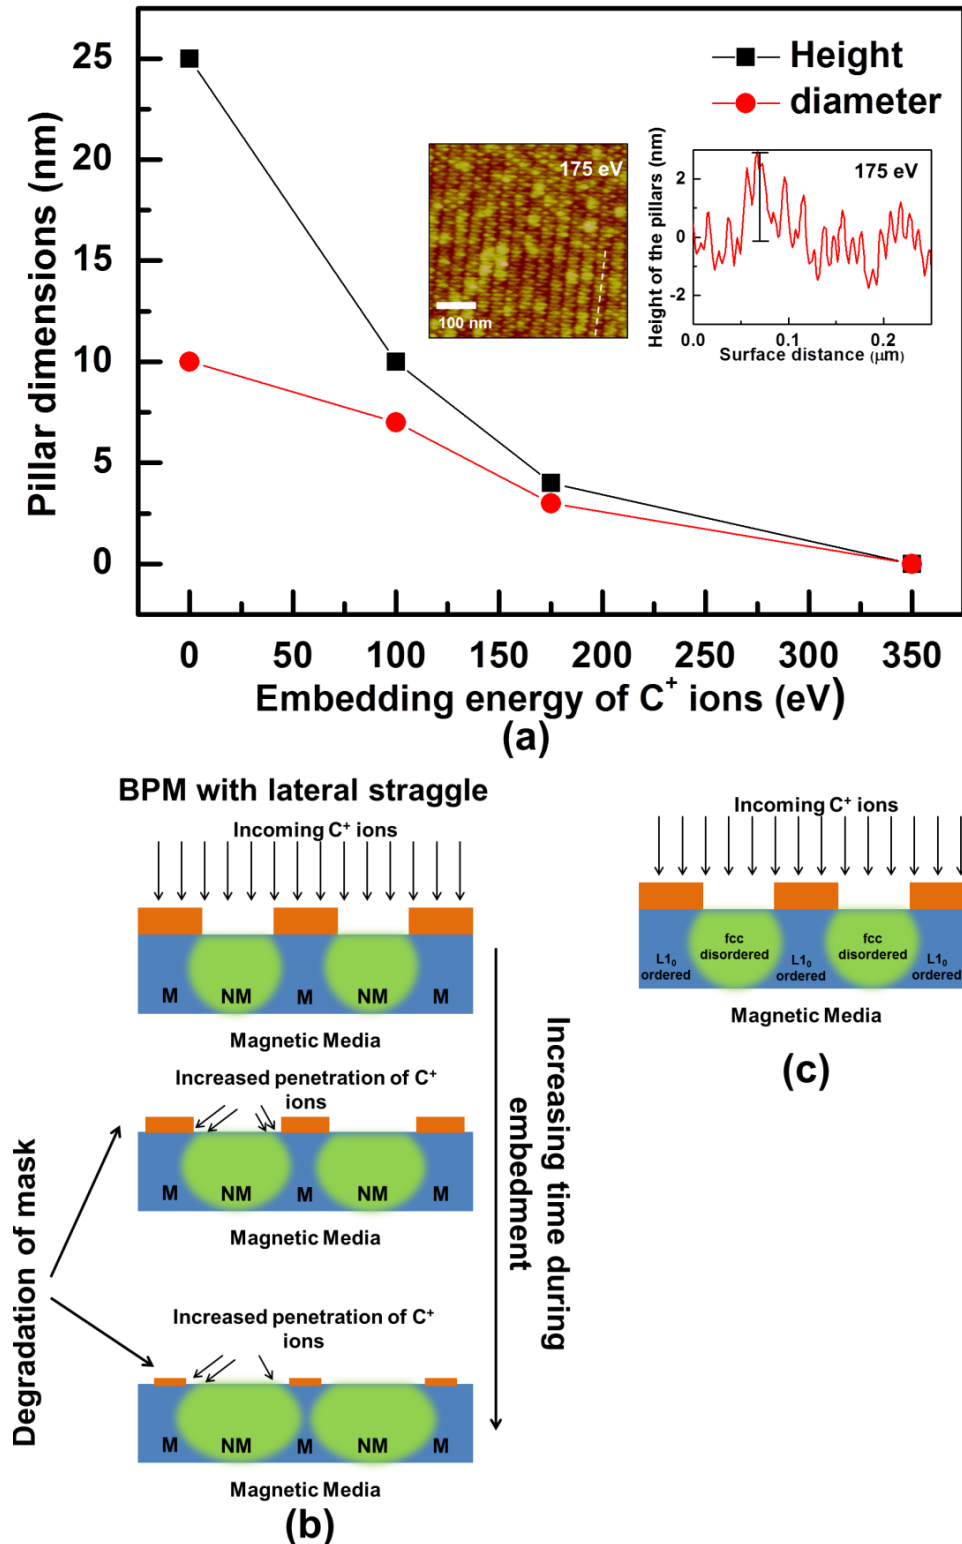 Height
diameter
Pillar dimensions (nm)
25
20
15
10
5
0
175 eV
100 nm
Height of the pillars (nm)
2
0
-2
175 eV
0.0 0.1 0.2
Surface distance (μm)
0 50 100 150 200 250 300 350
Embedding energy of C⁺ ions (eV)
(a)
BPM with lateral straggle
Incoming C⁺ ions
M NM M NM M
Magnetic Media
Increased penetration of C⁺
ions
M NM M NM M
Magnetic Media
Increased penetration of C⁺
ions
M NM M NM M
Magnetic Media
Degradation of mask
Increasing time during
embedment
(b)
Incoming C⁺ ions
fcc
disordered
fcc
disordered
L1₀
ordered
L1₀
ordered
L1₀
ordered
Magnetic Media
(c)